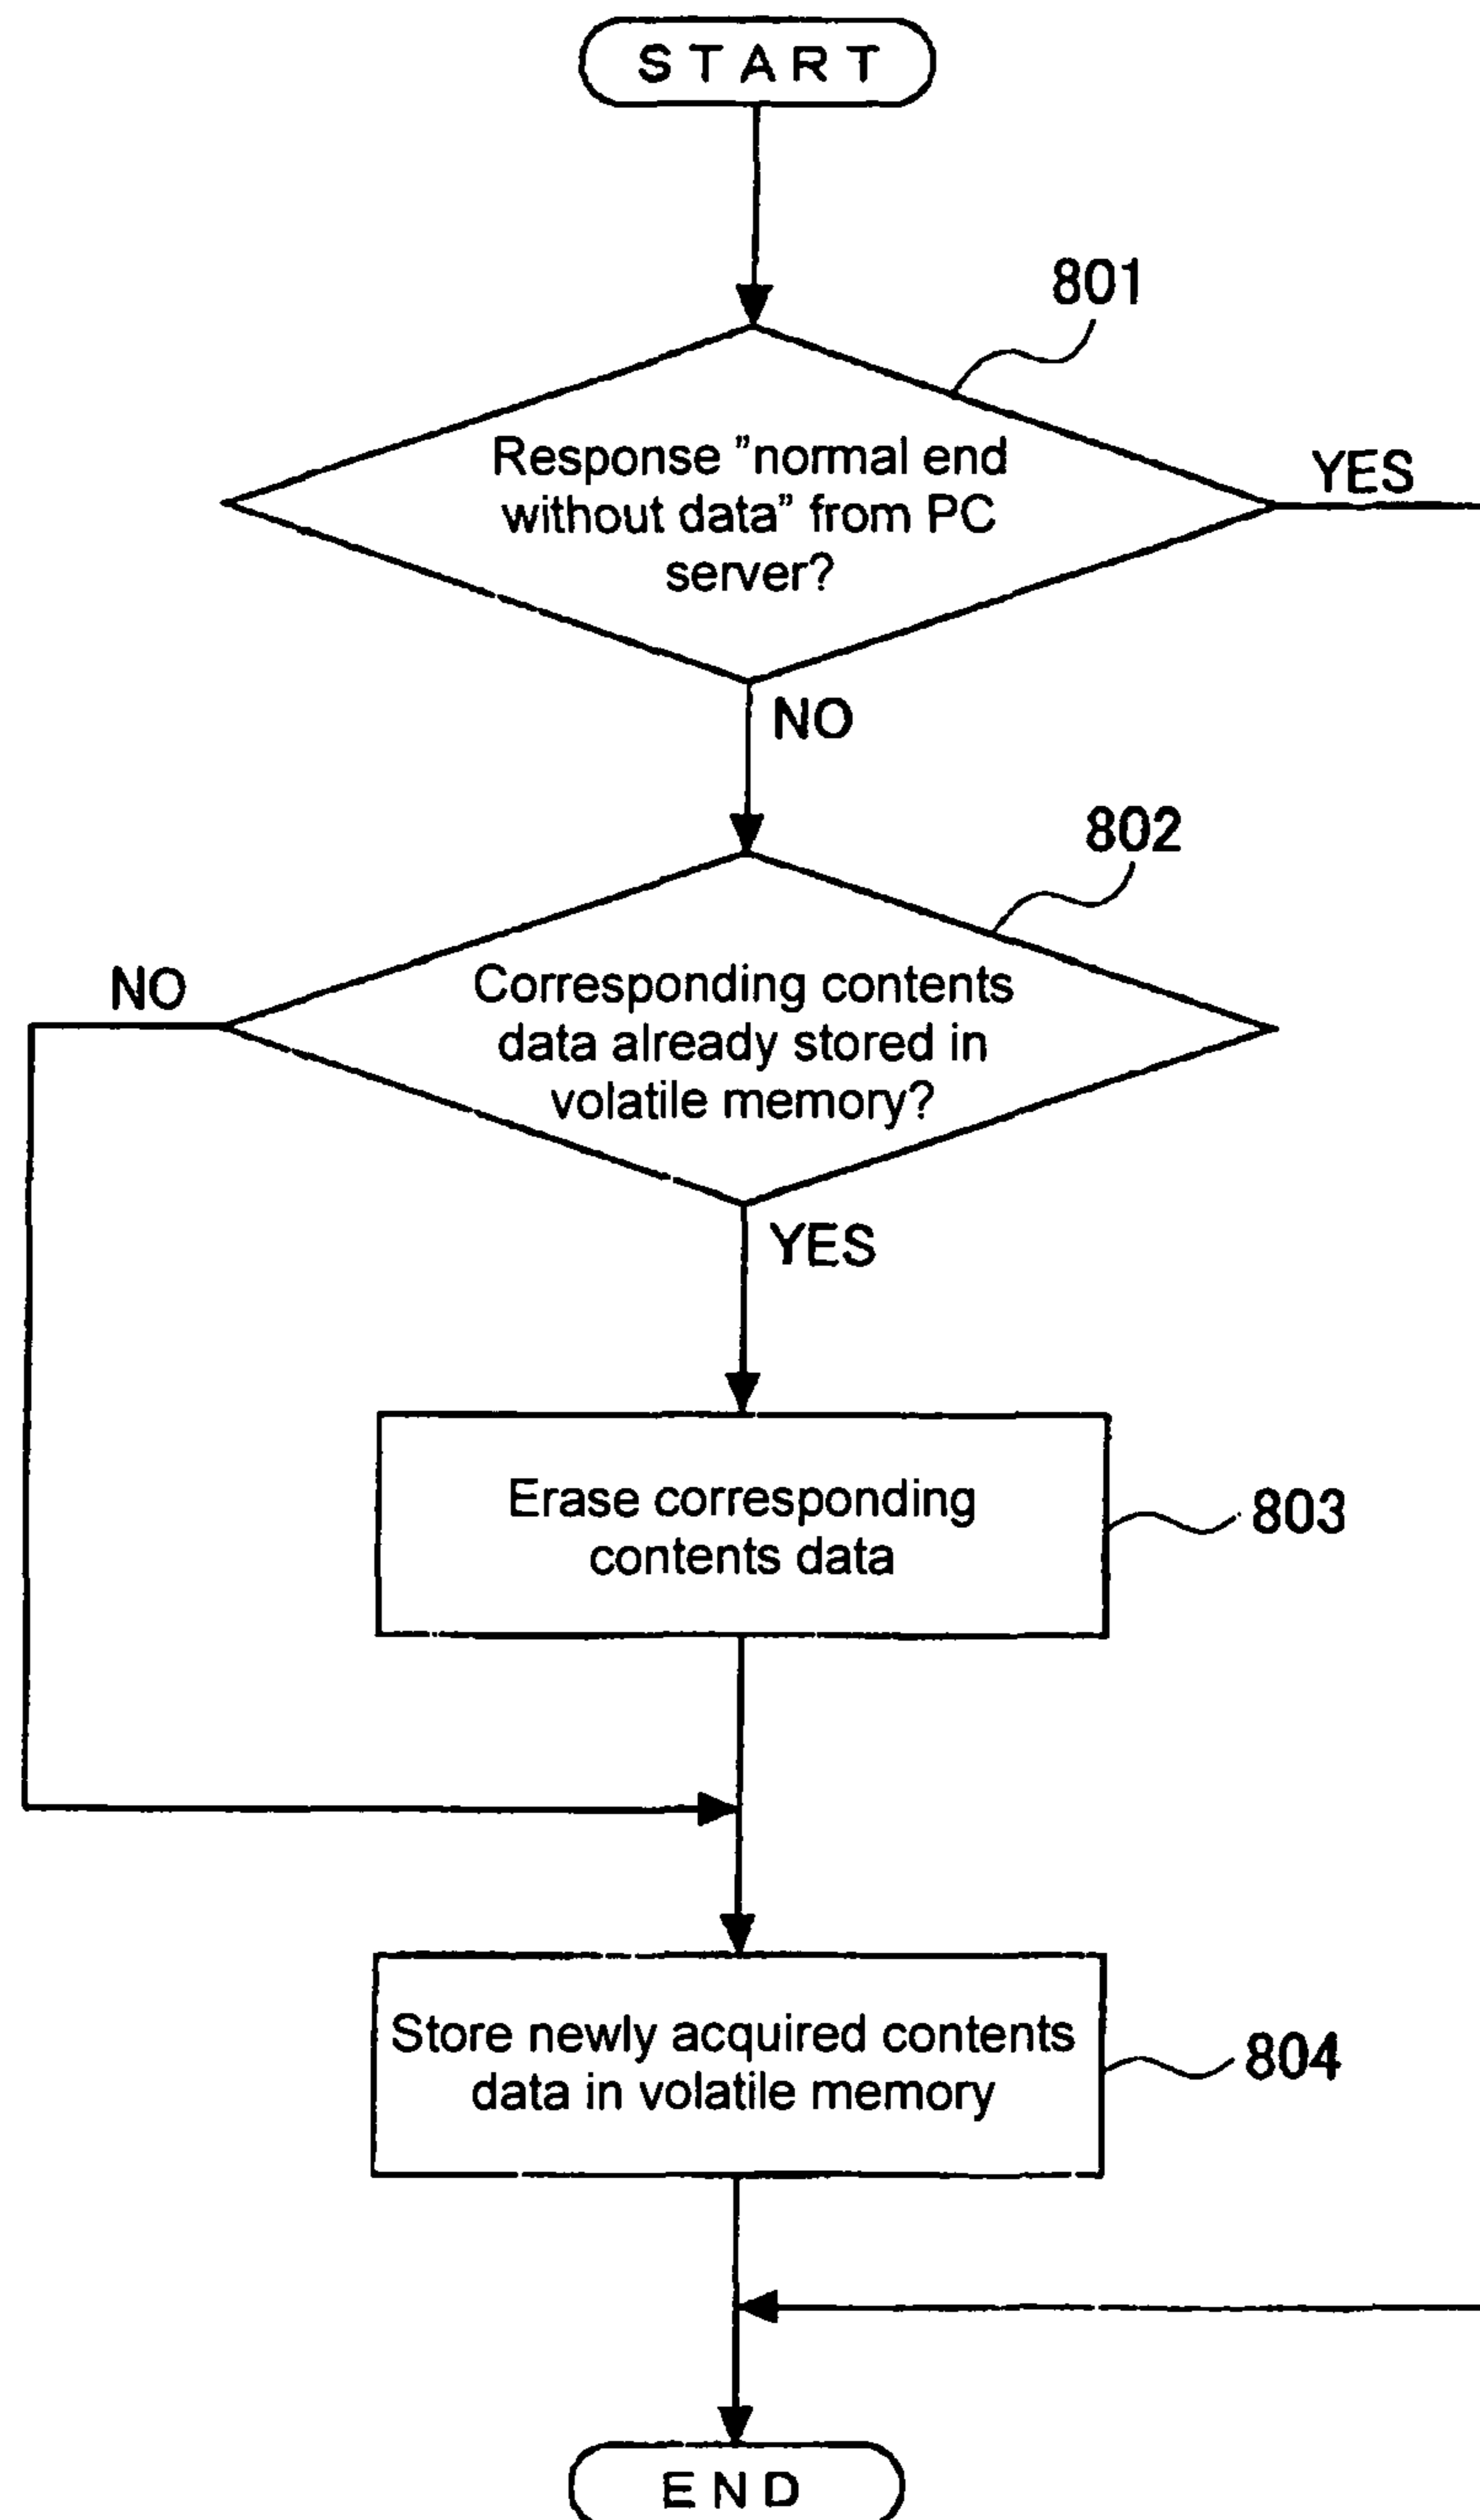 START
801
Response ”normal end
without data” from PC
server?
YES
NO
802
NO
Corresponding contents
data already stored in
volatile memory?
YES
Erase corresponding
contents data
803
Store newly acquired contents
data in volatile memory
804
END